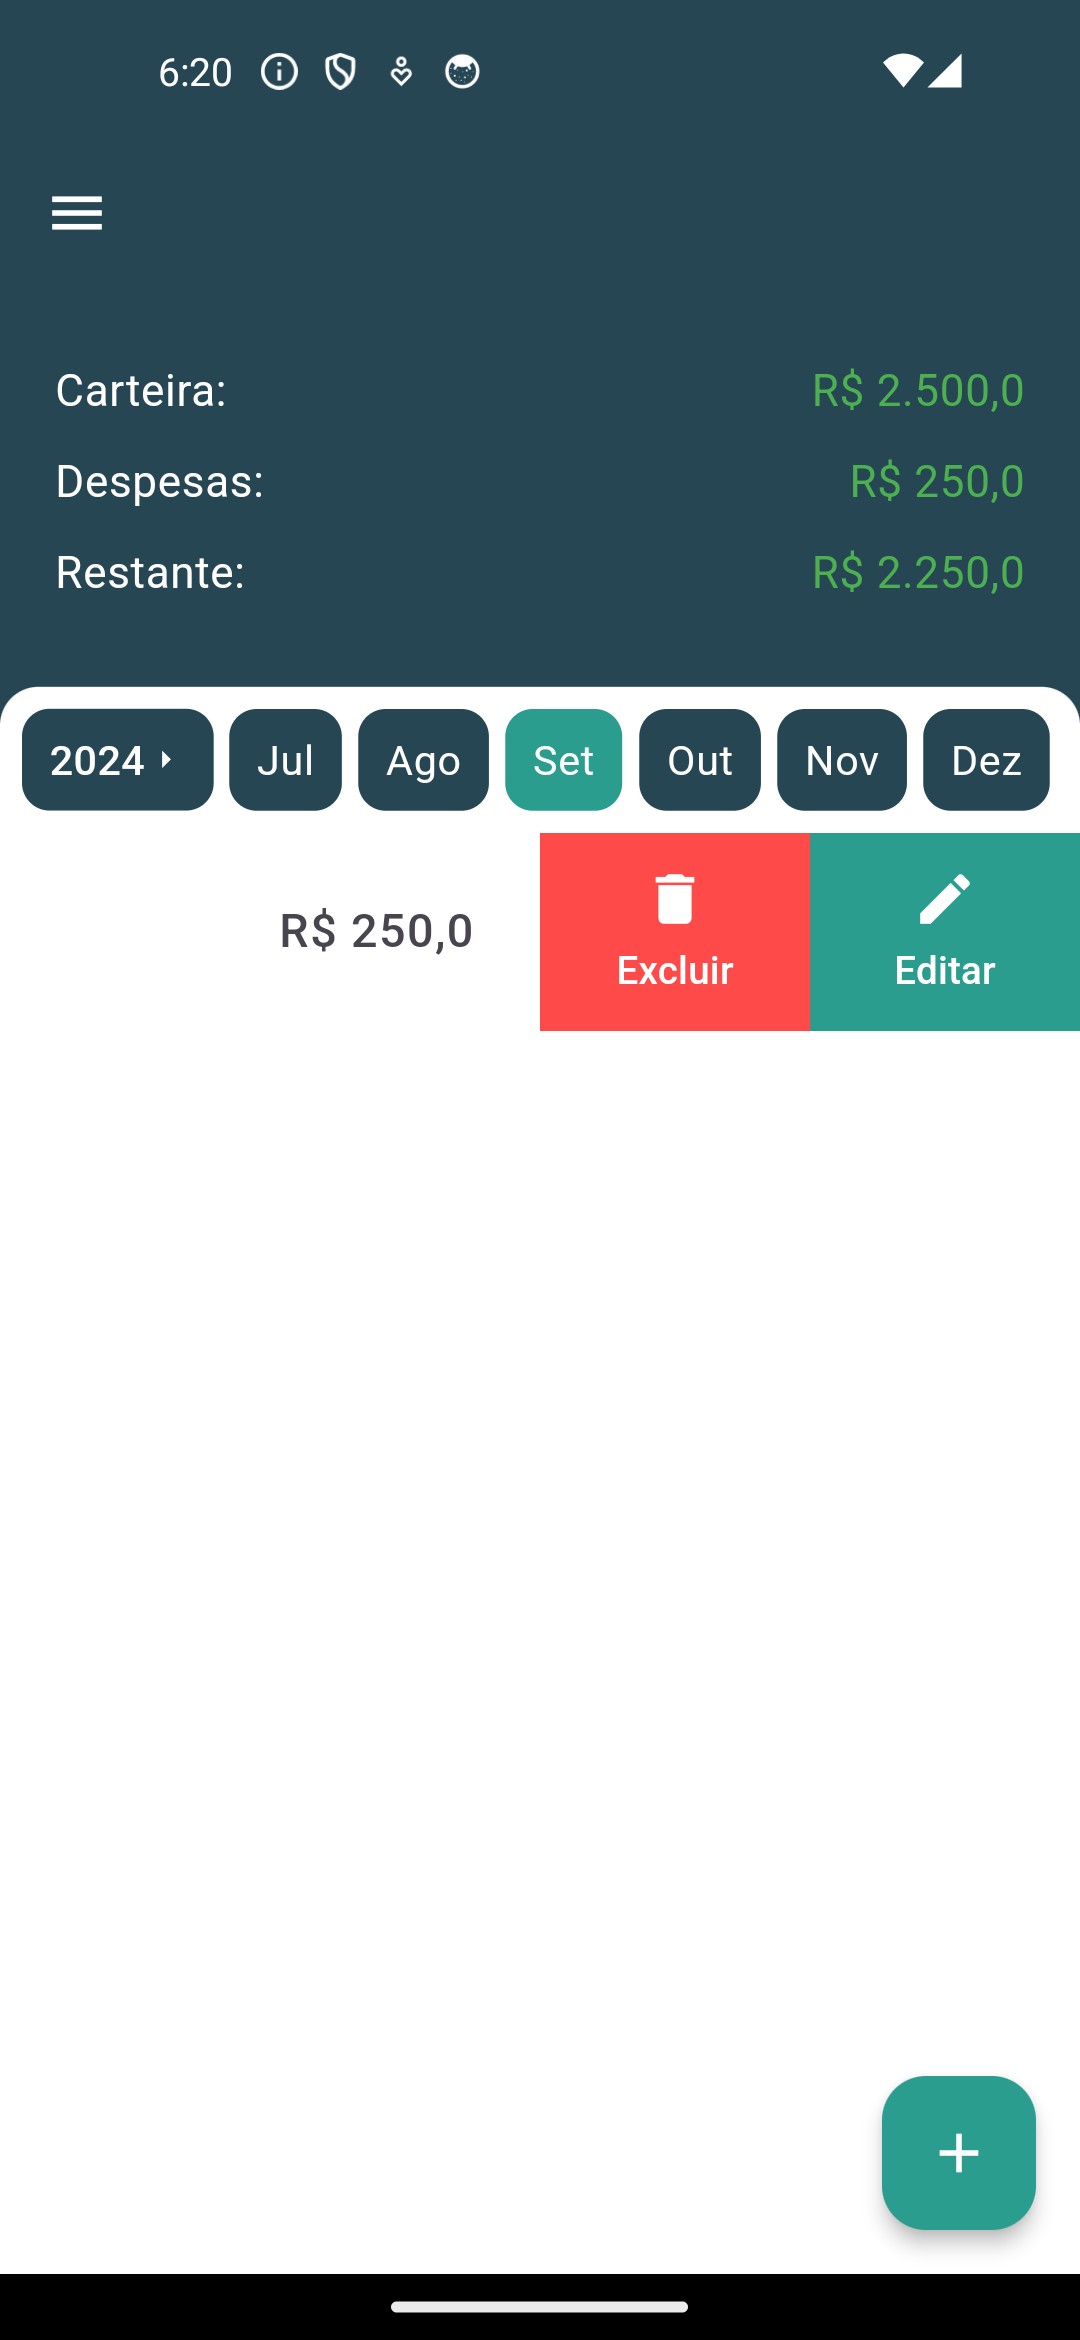 6:20
Carteira: R$ 2.500,0
Despesas: R$ 250,0
Restante: R$ 2.250,0
2024 Jul Ago Set Out Nov Dez
R$ 250,0
Excluir Editar